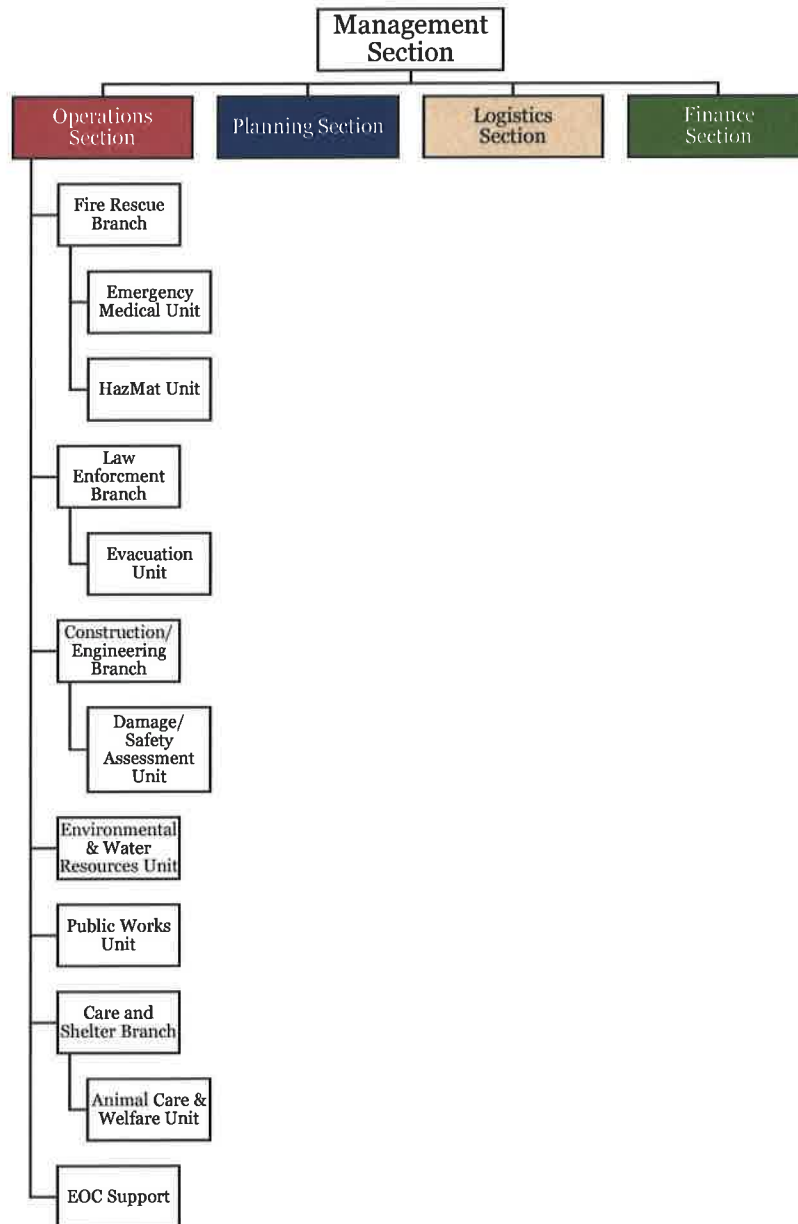 Management
Section
Operations
Section
Planning Section
Logistics
Section
Finance
Section
Fire Rescue
Branch
Emergency
Medical Unit
HazMat Unit
Law
Enforcment
Branch
Evacuation
Unit
Construction/
Engineering
Branch
Damage/
Safety
Assessment
Unit
Environmental
& Water
Resources Unit
Public Works
Unit
Care and
Shelter Branch
Animal Care &
Welfare Unit
EOC Support